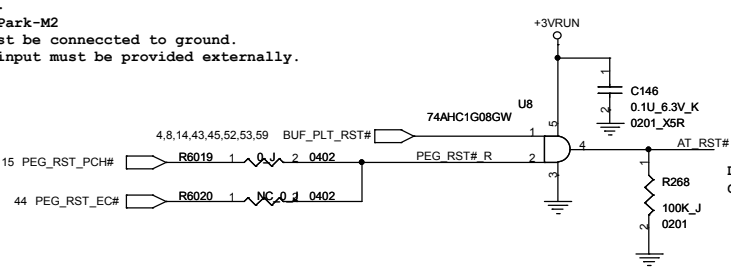 Park-M2
st be conneccted to ground.
input must be provided externally.
+3VRUN
1
C146
2
0.1U_6.3V_K
0201_X5R
U8
74AHC1G08GW
5
4,8,14,43,45,52,53,59 BUF_PLT_RST#
1
15 PEG_RST_PCH#
R6019 1 0_J 2 0402
PEG_RST#_R
2
4
AT_RST#
3
44 PEG_RST_EC#
R6020 1 NC_0_J 0402
1
R268
100K_J
0201
2